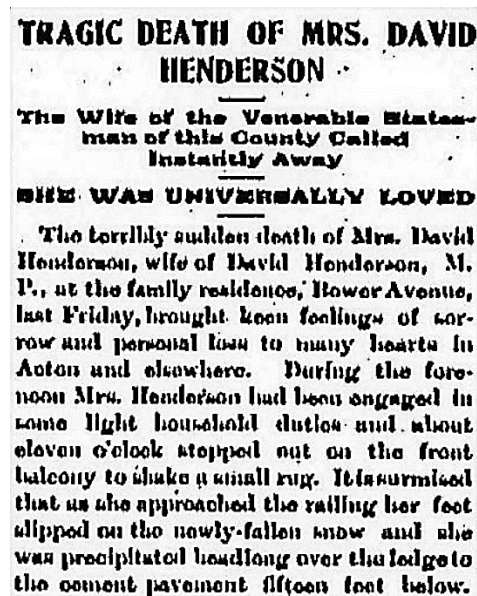 TRAGIC DEATH OF MRS. DAVID
HENDERSON
The Wife of the Venerable States-
man of this County Called
Instantly Away
SHE WAS UNIVERSALLY LOVED
The terribly sudden death of Mrs. David
Henderson, wife of David Henderson, M.
P., at the family residence, Bower Avenue,
last Friday, brought keen feelings of sor-
row and personal loss to many hearts in
Acton and elsewhere. During the fore-
noon Mrs. Henderson had been engaged in
some light household duties and about
eleven o'clock stepped out on the front
balcony to shake a small rug. It is surmised
that as she approached the railing her feet
slipped on the newly-fallen snow and she
was precipitated headlong over the ledge to
the cement pavement fifteen feet below.